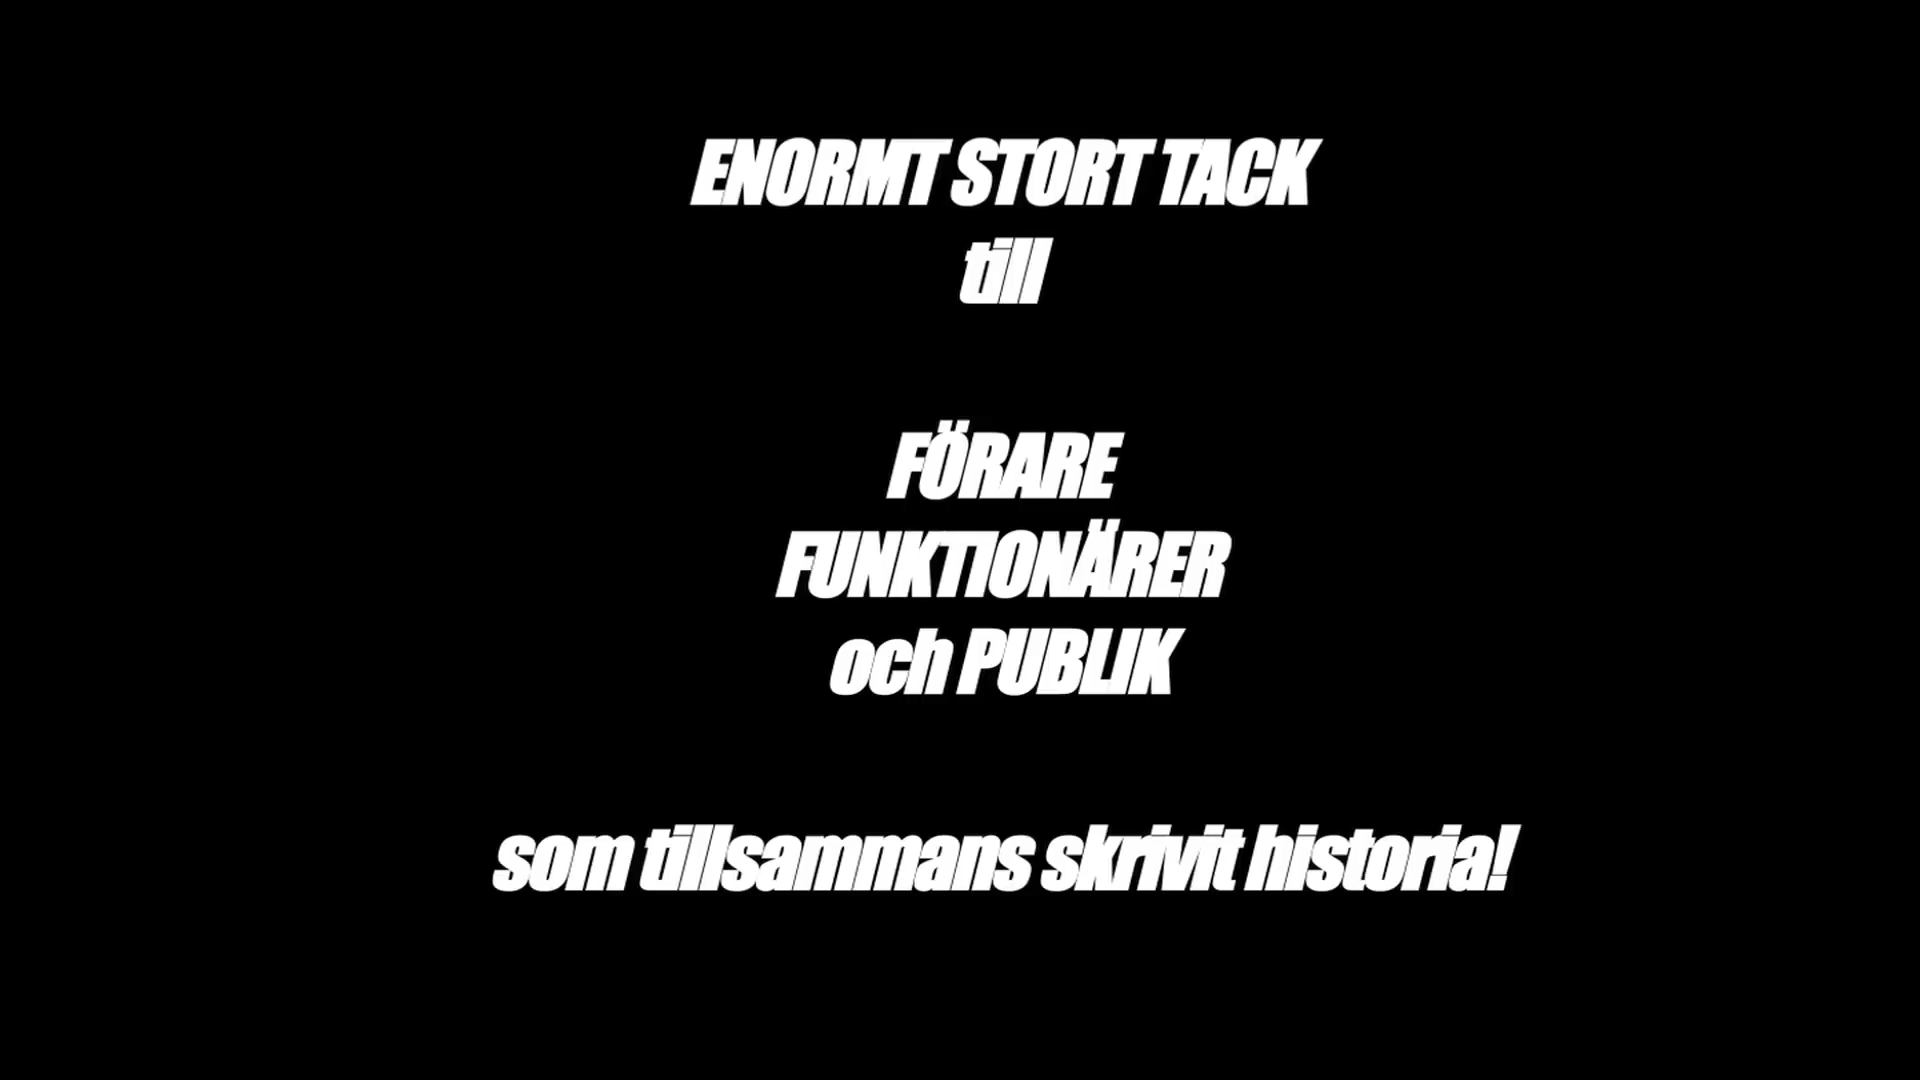 ENORMT STORT TACK
till
FÖRARE
FUNKTIONÄRER
och PUBLIK
som tillsammans skrivit historia!